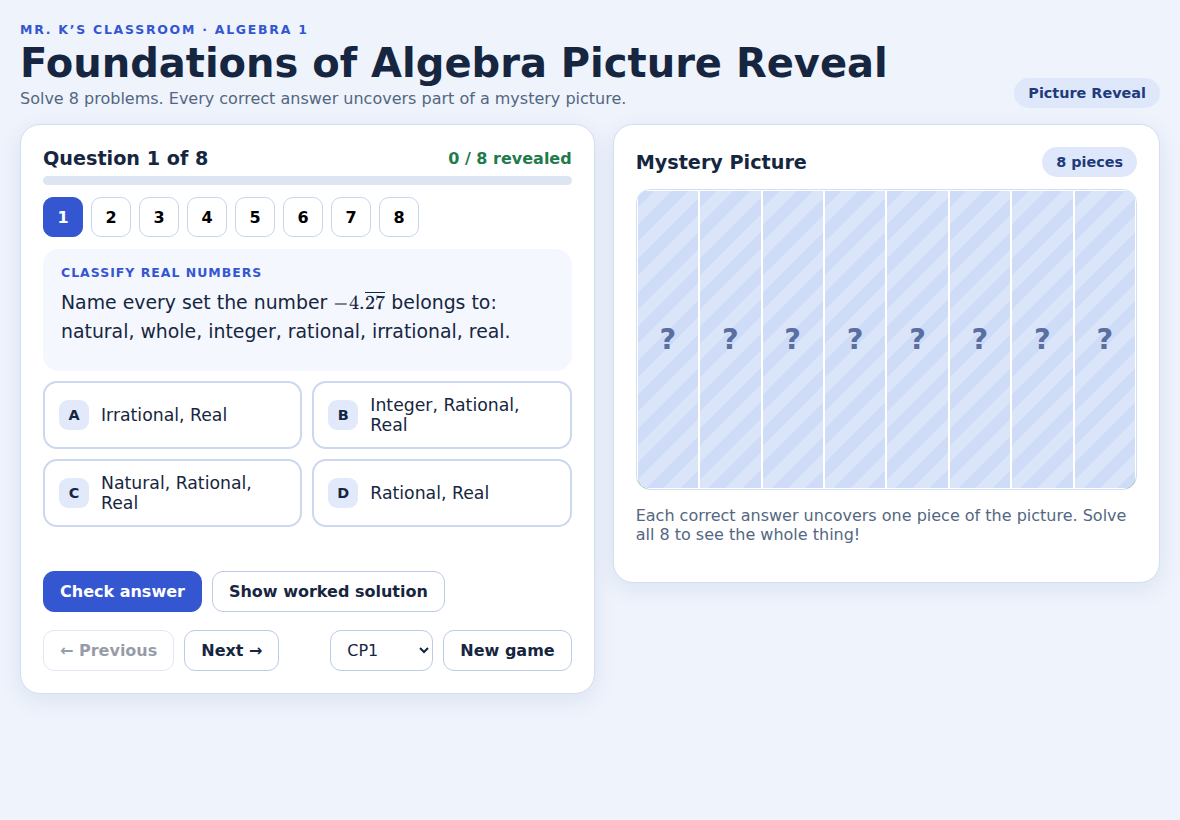 MR. K’S CLASSROOM · ALGEBRA 1
Foundations of Algebra Picture Reveal
Solve 8 problems. Every correct answer uncovers part of a mystery picture.
Picture Reveal
Question 1 of 8
0 / 8 revealed
1 2 3 4 5 6 7 8
CLASSIFY REAL NUMBERS
Name every set the number −4.2̅7̅ belongs to:
natural, whole, integer, rational, irrational, real.
A Irrational, Real
B Integer, Rational,
Real
C Natural, Rational,
Real
D Rational, Real
Check answer
Show worked solution
← Previous
Next →
CP1
New game
Mystery Picture
8 pieces
? ? ? ? ? ? ? ?
Each correct answer uncovers one piece of the picture. Solve
all 8 to see the whole thing!